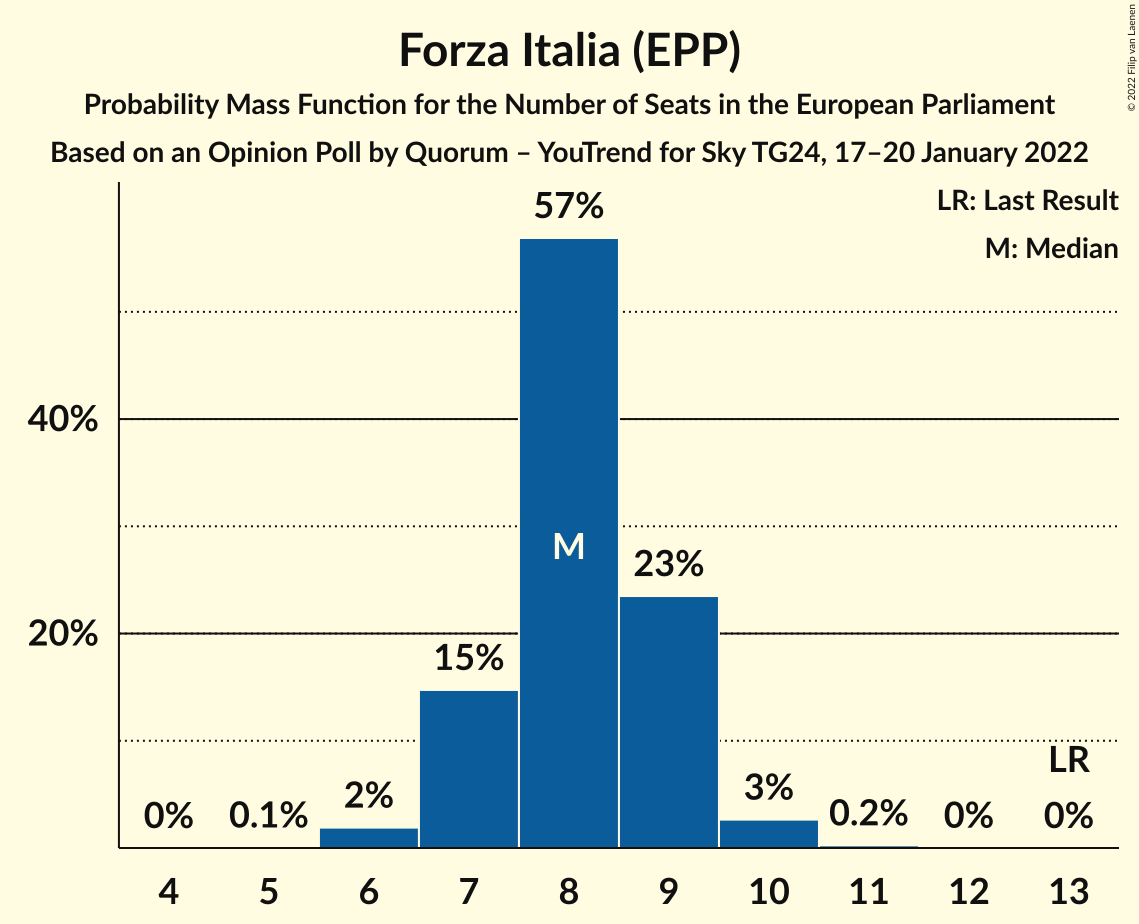 Forza Italia (EPP)
Probability Mass Function for the Number of Seats in the European Parliament
Based on an Opinion Poll by Quorum – YouTrend for Sky TG24, 17–20 January 2022
© 2022 Filip van Laenen
LR: Last Result
M: Median
57%
40%
M
23%
20%
15%
LR
2%
3%
0%
0.1%
0.2%
0%
0%
4 5 6 7 8 9 10 11 12 13